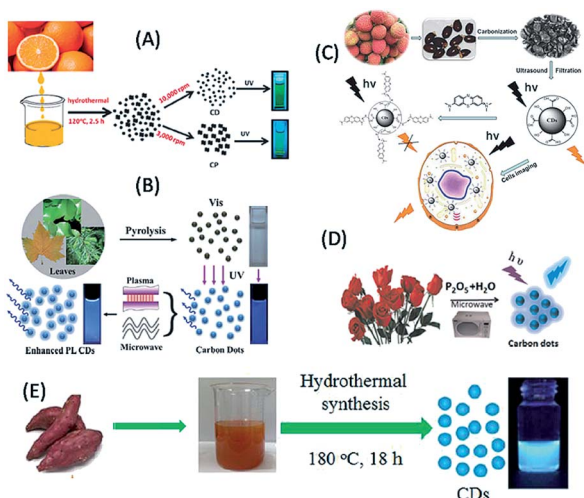 (A)
hydrothermal
120°C, 2.5 h
10,000 rpm
3,000 rpm
CD
CP
UV
UV
(C)
Carbonization
Ultrasound
Filtration
hν
hν
hν
CDs
CDs
Cells imaging
(B)
Leaves
Pyrolysis
Vis
UV
Plasma
Microwave
Enhanced PL CDs
Carbon Dots
(D)
P2O5+H2O
Microwave
hυ
Carbon dots
(E)
Hydrothermal
synthesis
180 °C, 18 h
CDs